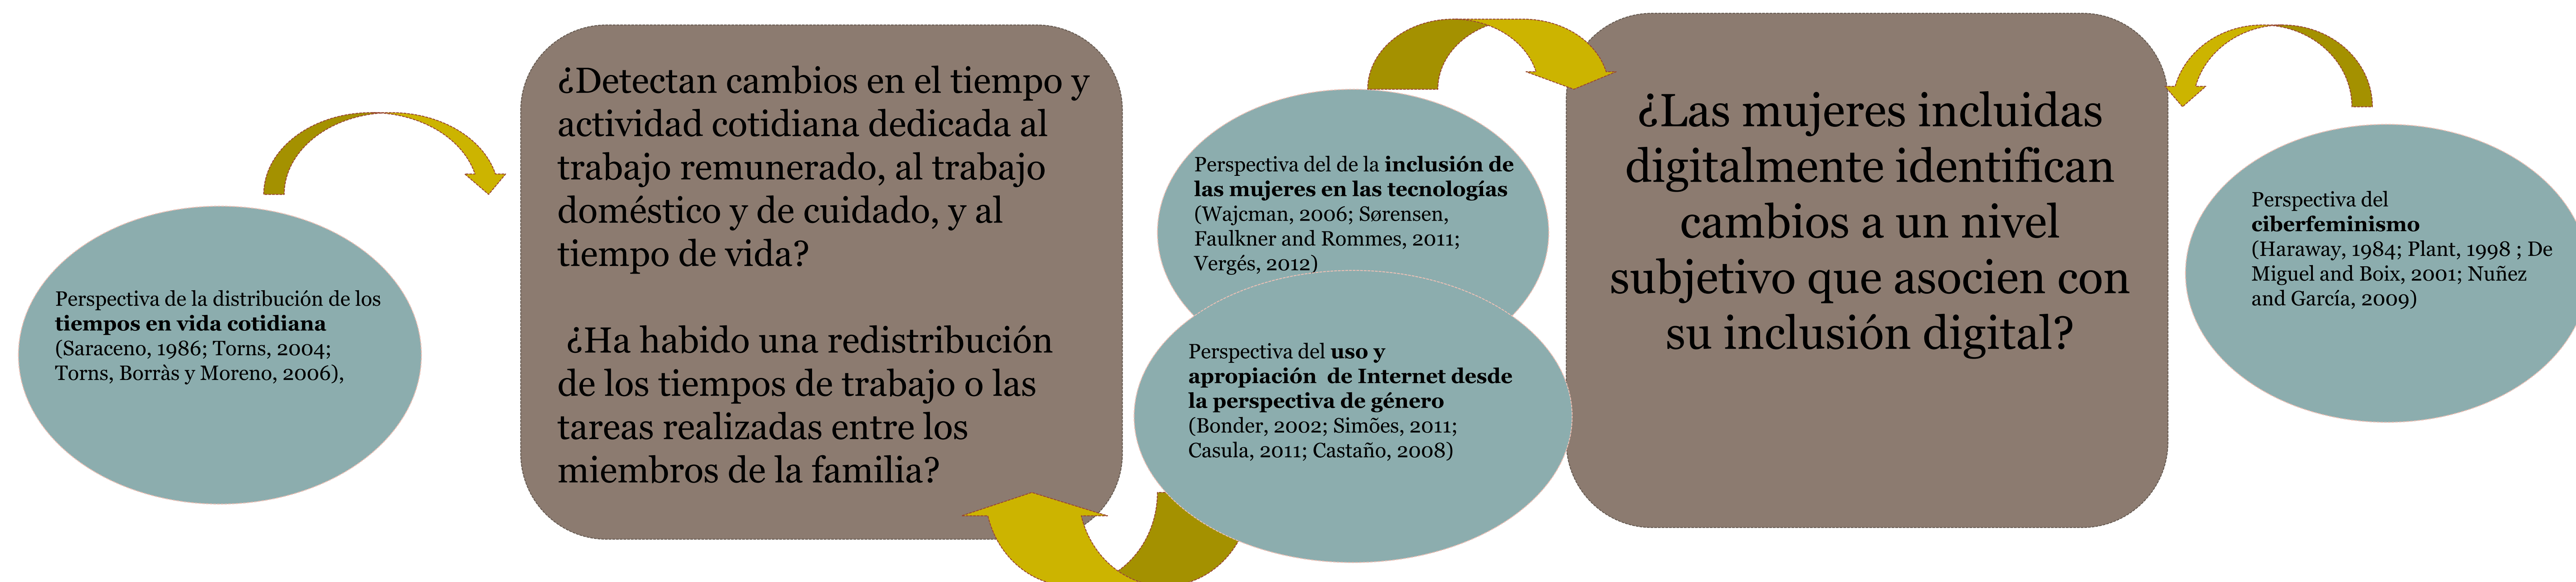 Perspectiva de la distribución de los
tiempos en vida cotidiana
(Saraceno, 1986; Torns, 2004;
Torns, Borràs y Moreno, 2006),
¿Detectan cambios en el tiempo y
actividad cotidiana dedicada al
trabajo remunerado, al trabajo
doméstico y de cuidado, y al
tiempo de vida?
¿Ha habido una redistribución
de los tiempos de trabajo o las
tareas realizadas entre los
miembros de la familia?
Perspectiva del de la inclusión de
las mujeres en las tecnologías
(Wajcman, 2006; Sørensen,
Faulkner and Rommes, 2011;
Vergés, 2012)
Perspectiva del uso y
apropiación  de Internet desde
la perspectiva de género
(Bonder, 2002; Simões, 2011;
Casula, 2011; Castaño, 2008)
¿Las mujeres incluidas
digitalmente identifican
cambios a un nivel
subjetivo que asocien con
su inclusión digital?
Perspectiva del
ciberfeminismo
(Haraway, 1984; Plant, 1998 ; De
Miguel and Boix, 2001; Nuñez
and García, 2009)